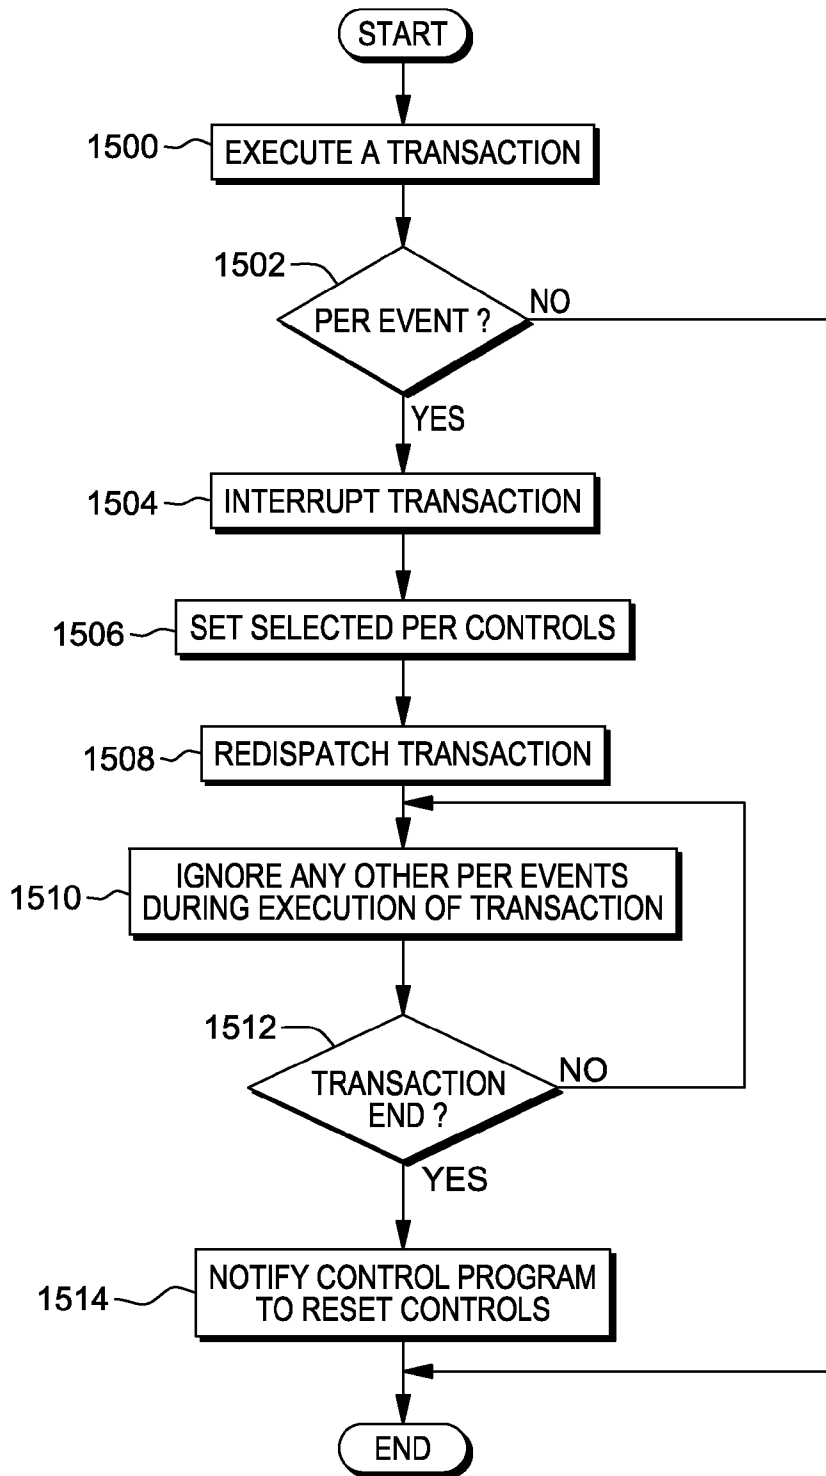 START
1500
EXECUTE A TRANSACTION
1502
PER EVENT ?
NO
YES
1504
INTERRUPT TRANSACTION
1506
SET SELECTED PER CONTROLS
1508
REDISPATCH TRANSACTION
1510
IGNORE ANY OTHER PER EVENTS
DURING EXECUTION OF TRANSACTION
1512
TRANSACTION
END ?
NO
YES
1514
NOTIFY CONTROL PROGRAM
TO RESET CONTROLS
END